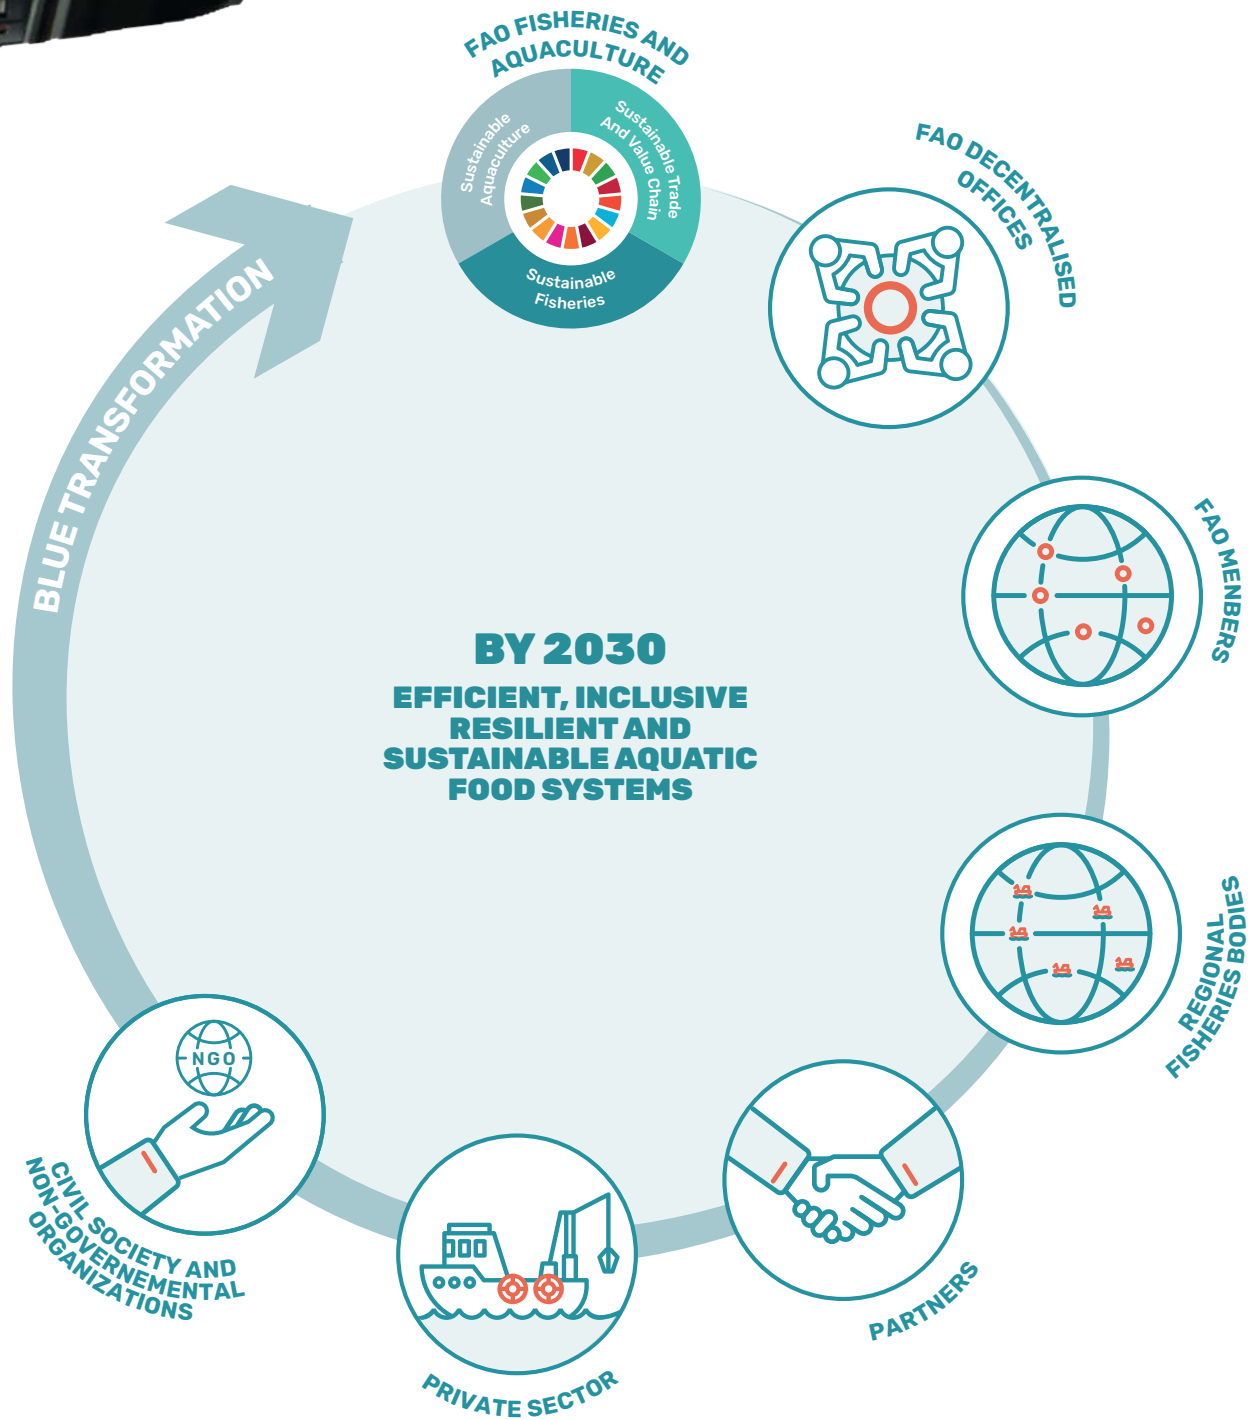 FAO FISHERIES AND
AQUACULTURE
Sustainable
Aquaculture
Sustainable Trade
And Value Chain
Sustainable
Fisheries
FAO DECENTRALISED
OFFICES
FAO MENBERS
REGIONAL
FISHERIES BODIES
PARTNERS
PRIVATE SECTOR
NGO
CIVIL SOCIETY AND
NON-GOVERNEMENTAL
ORGANIZATIONS
BLUE TRANSFORMATION
BY 2030
EFFICIENT, INCLUSIVE
RESILIENT AND
SUSTAINABLE AQUATIC
FOOD SYSTEMS